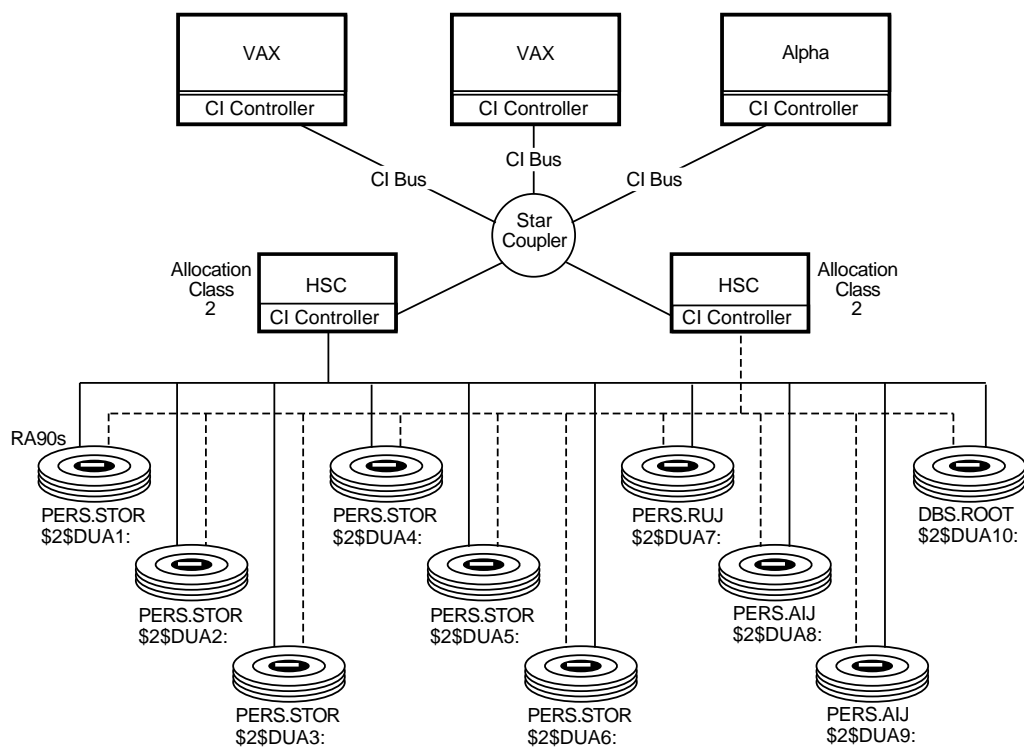 VAX
CI Controller
VAX
CI Controller
Alpha
CI Controller
CI Bus
CI Bus
CI Bus
Star
Coupler
Allocation
Class
2
HSC
CI Controller
HSC
CI Controller
Allocation
Class
2
RA90s
PERS.STOR
$2$DUA1:
PERS.STOR
$2$DUA4:
PERS.RUJ
$2$DUA7:
DBS.ROOT
$2$DUA10:
PERS.STOR
$2$DUA2:
PERS.STOR
$2$DUA5:
PERS.AIJ
$2$DUA8:
PERS.STOR
$2$DUA3:
PERS.STOR
$2$DUA6:
PERS.AIJ
$2$DUA9: